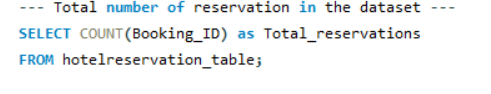 --- Total number of reservation in the dataset ---
SELECT COUNT(Booking_ID) as Total_reservations
FROM hotelreservation_table;